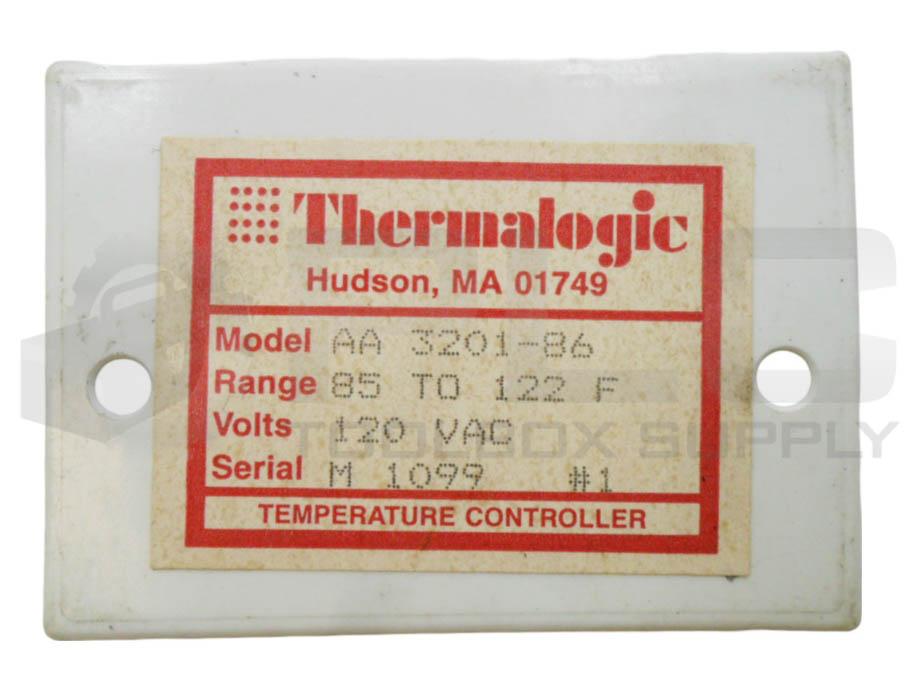 Thermalogic
Hudson, MA 01749
Model AA 3201-86
Range 85 TO 122 F
Volts 120 VAC
Serial M 1099 #1
TEMPERATURE CONTROLLER
TOOLBOX SUPPLY